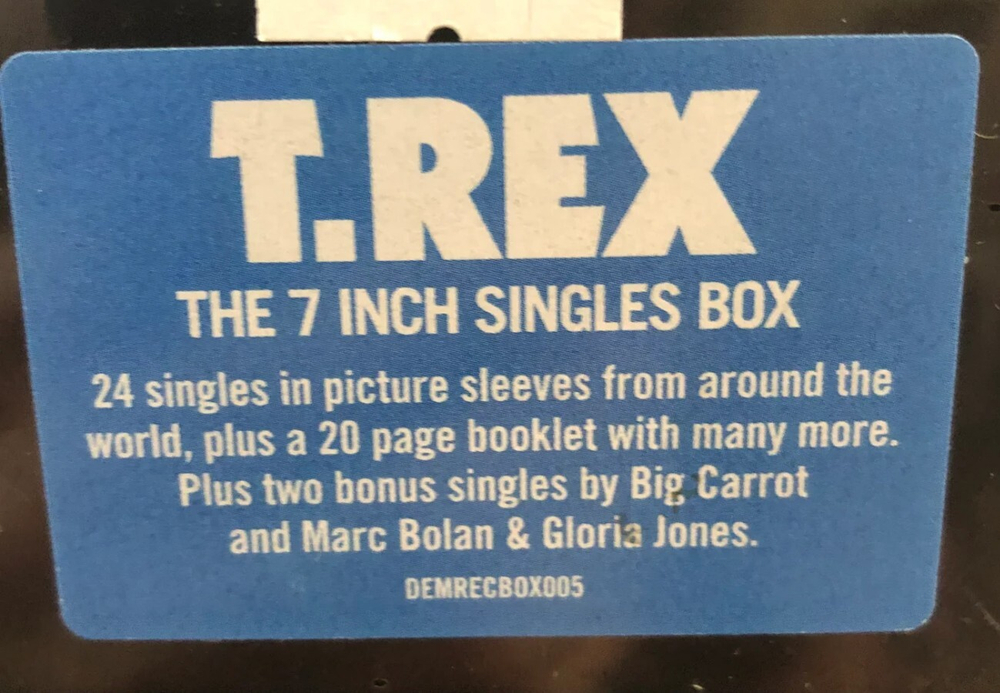 T.REX
THE 7 INCH SINGLES BOX
24 singles in picture sleeves from around the
world, plus a 20 page booklet with many more.
Plus two bonus singles by Big Carrot
and Marc Bolan & Gloria Jones.
DEMRECBOX005